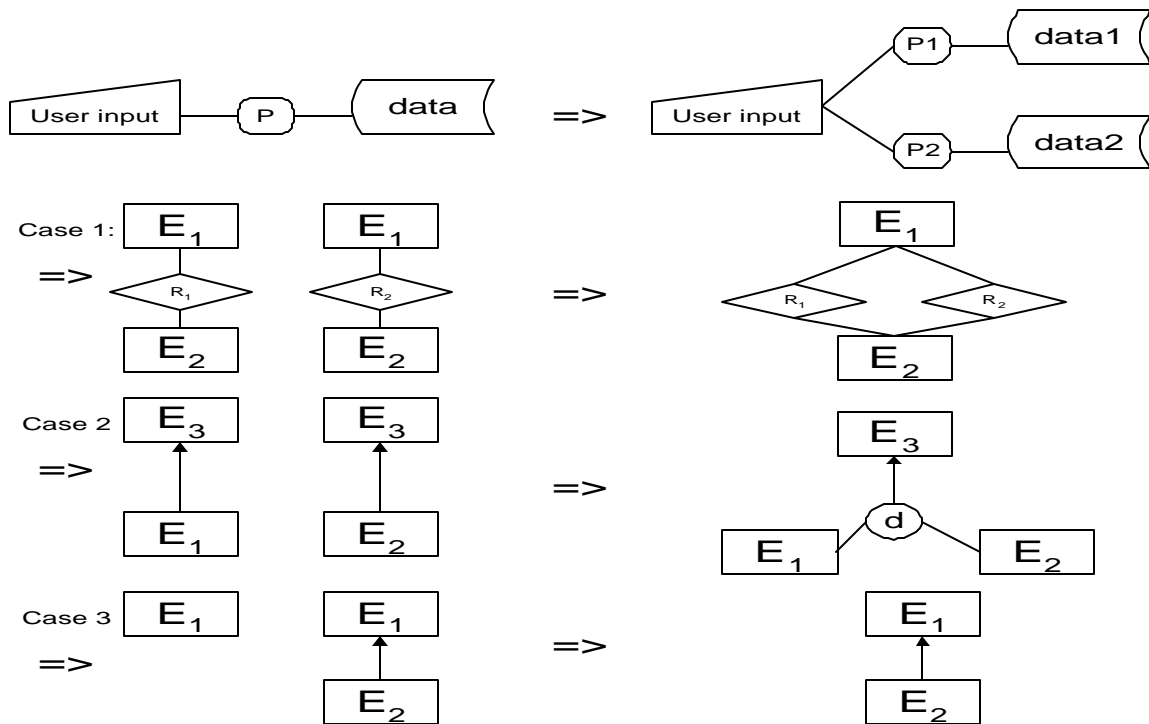 User input P data => User input P1 data1
P2 data2
Case 1: E1 E1 E1
=> R1 R2 => R1 R2
E2 E2 E2
Case 2 E3 E3 E3
=> =>
d
E1 E2 E1 E2
Case 3 E1 E1 E1
=> =>
E2 E2